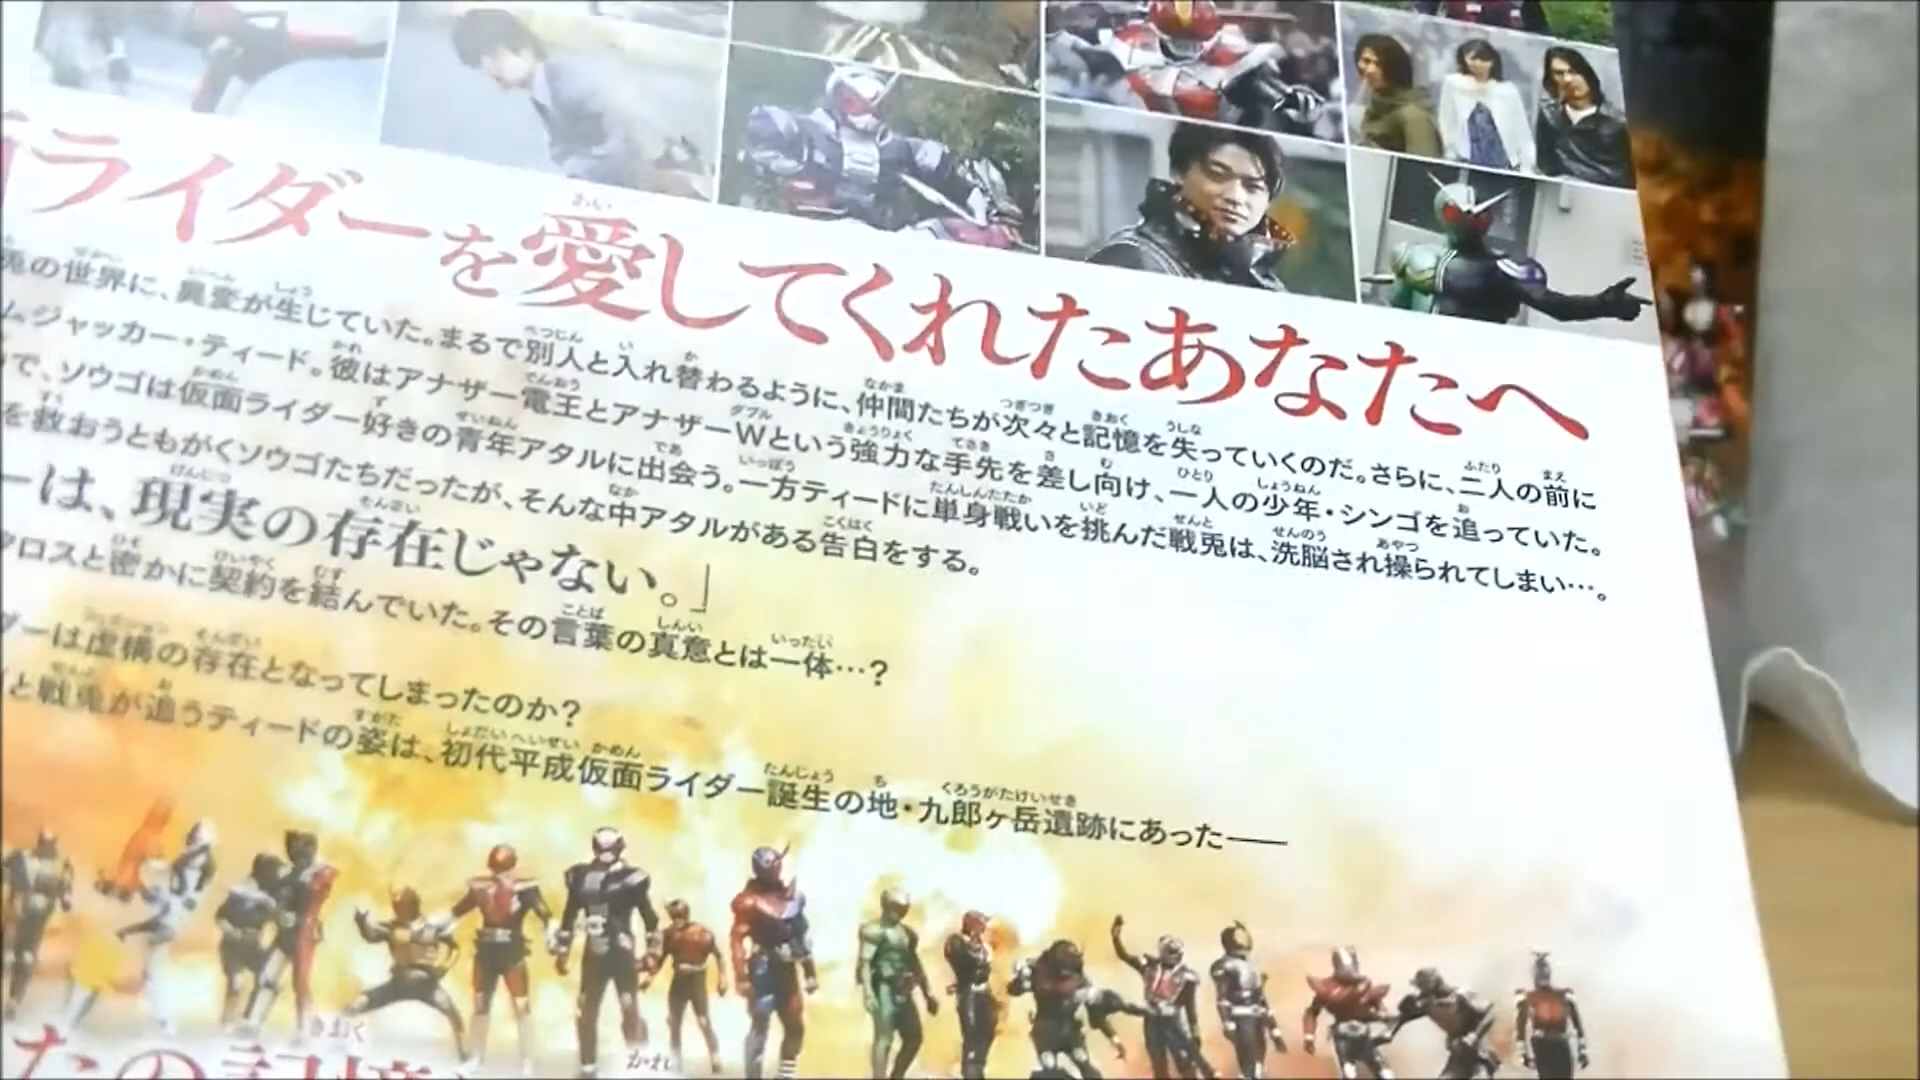 ライダーを愛してくれたあなたへ
兎の世界に、異変が生じていた。まるで別人と入れ替わるように、仲間たちが次々と記憶を失っていくのだ。さらに、二人の前に
ムジャッカー・ティード。彼はアナザー電王とアナザーWという強力な手先を差し向け、一人の少年・シンゴを追っていた。
で、ソウゴは仮面ライダー好きの青年アタルに出会う。一方ティードに単身戦いを挑んだ戦兎は、洗脳され操られてしまい…。
を救おうともがくソウゴたちだったが、そんな中アタルがある告白をする。
ーは、現実の存在じゃない。」
ロスと密かに契約を結んでいた。その言葉の真意とは一体…?
ダーは虚構の存在となってしまったのか?
と戦兎が追うティードの姿は、初代平成仮面ライダー誕生の地・九郎ヶ岳遺跡にあった――
たの記憶